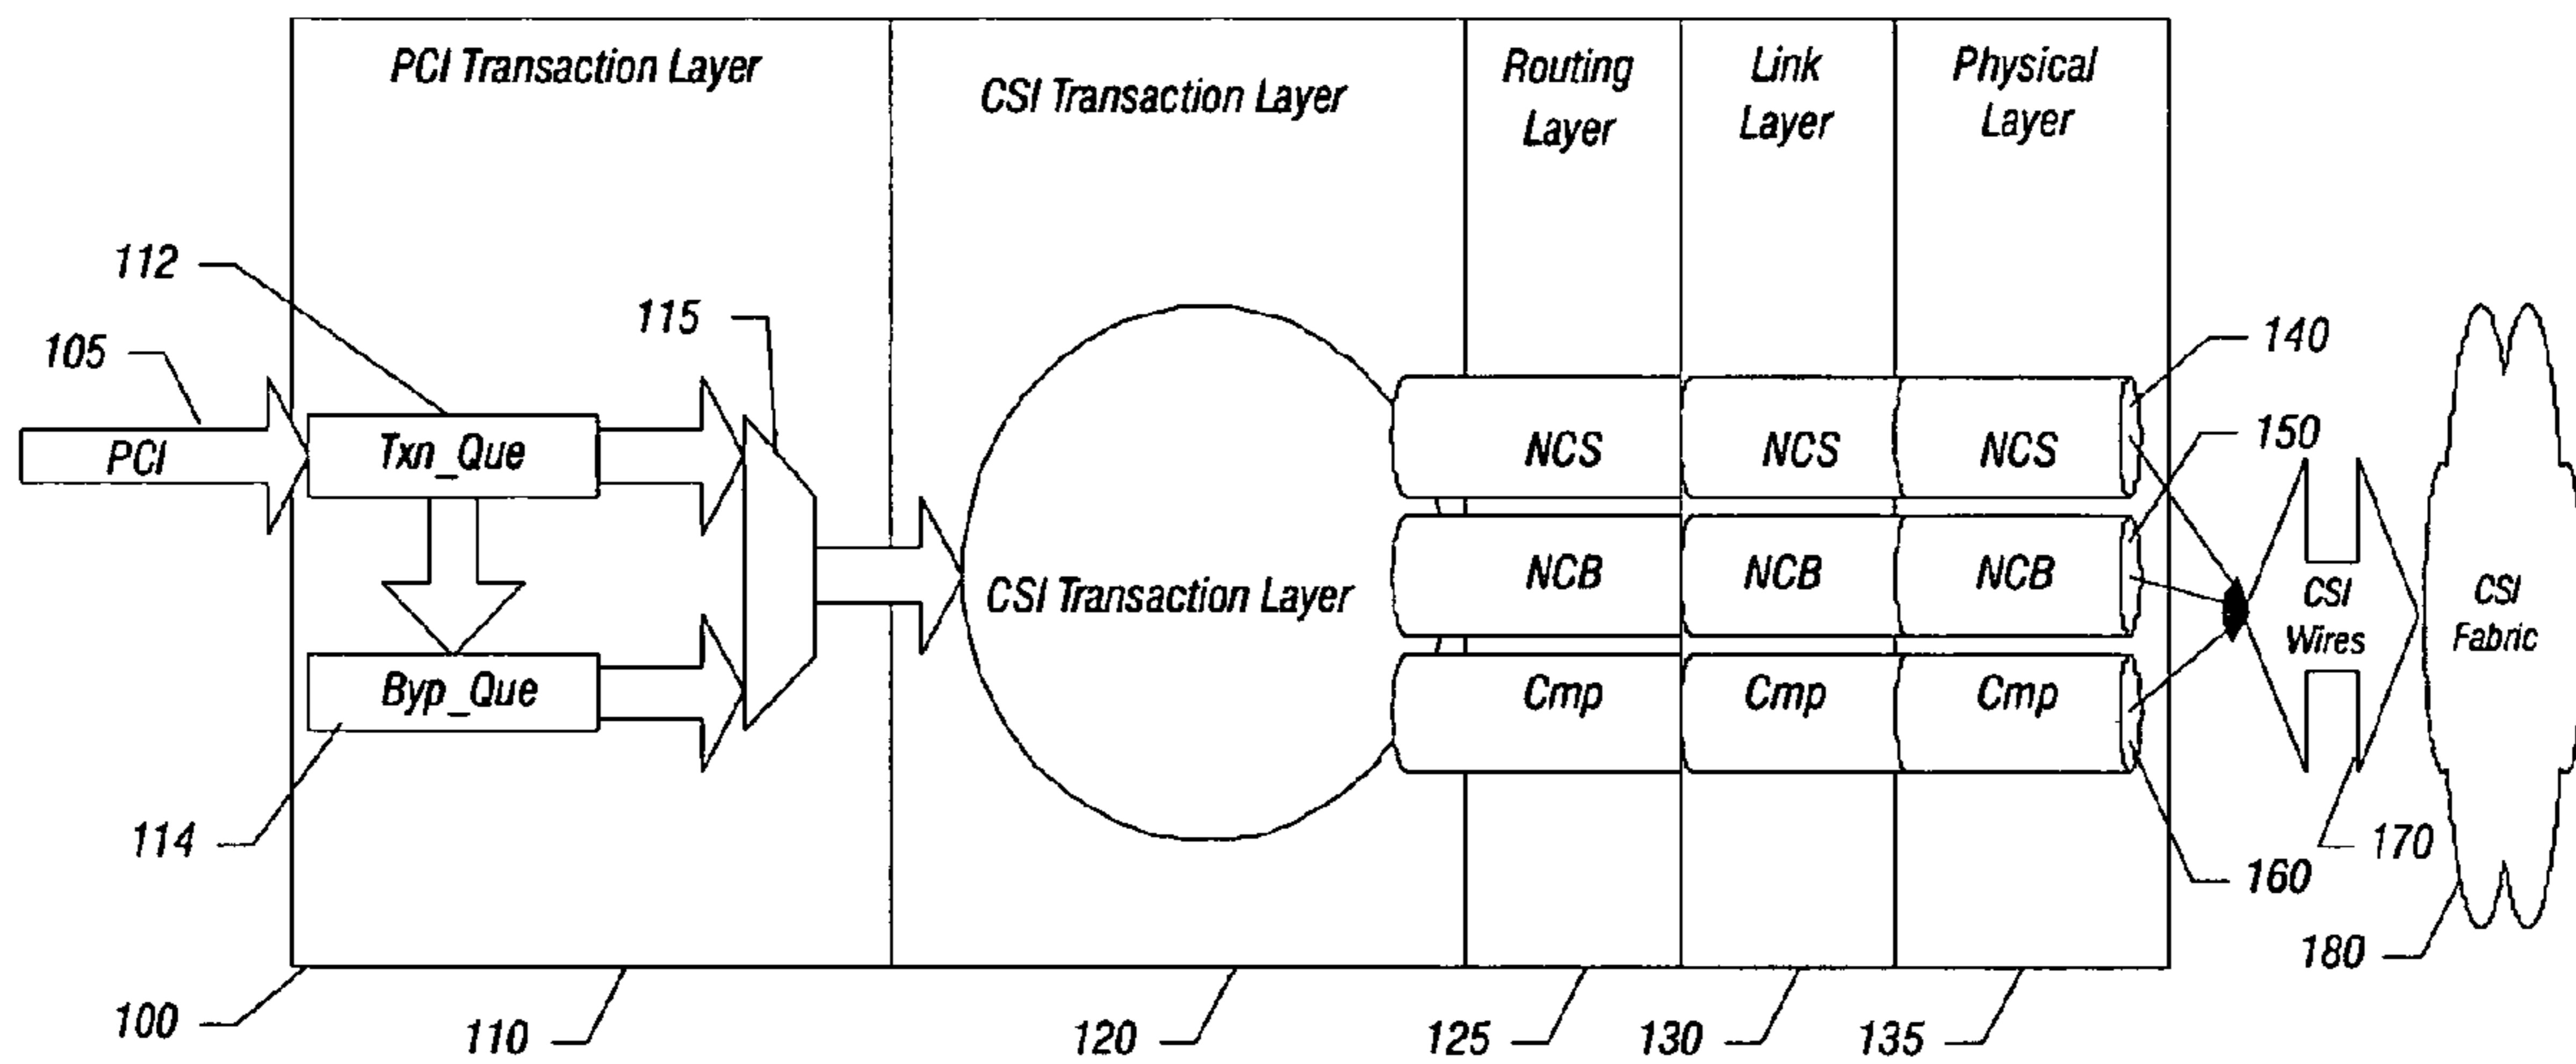 PCI Transaction Layer
CSI Transaction Layer
Routing
Layer
Link
Layer
Physical
Layer
112
115
105
140
150
PCI
Txn_Que
NCS
NCS
NCS
NCB
NCB
NCB
CSI Transaction Layer
CSI
Wires
CSI
Fabric
Byp_Que
Cmp
Cmp
Cmp
114
170
160
180
100
110
120
125
130
135